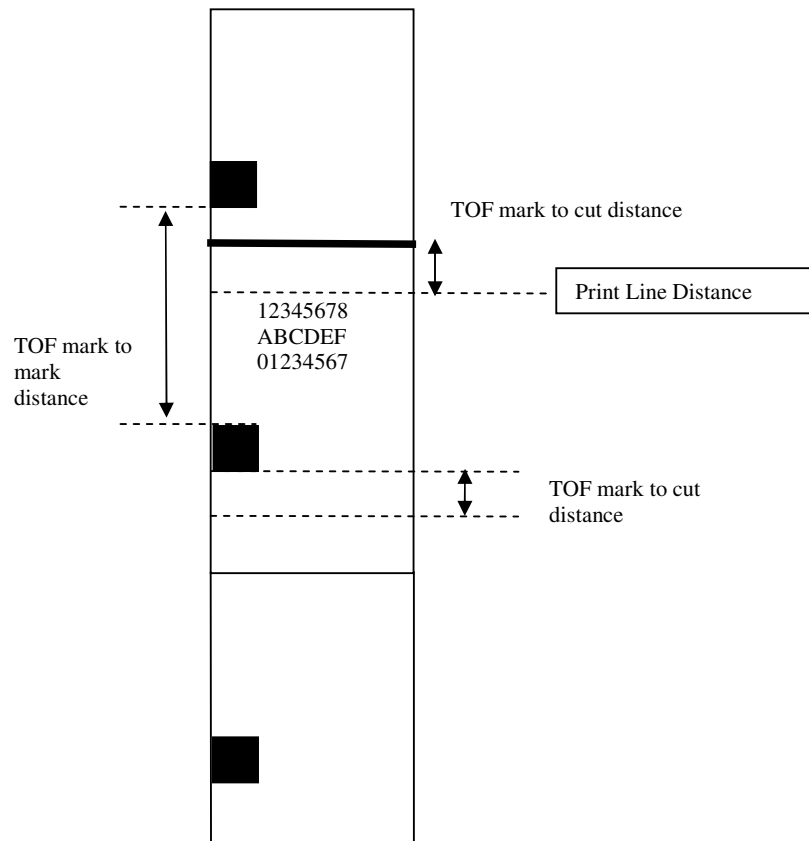 TOF mark to cut distance
Print Line Distance
12345678
ABCDEF
01234567
TOF mark to
mark
distance
TOF mark to cut
distance